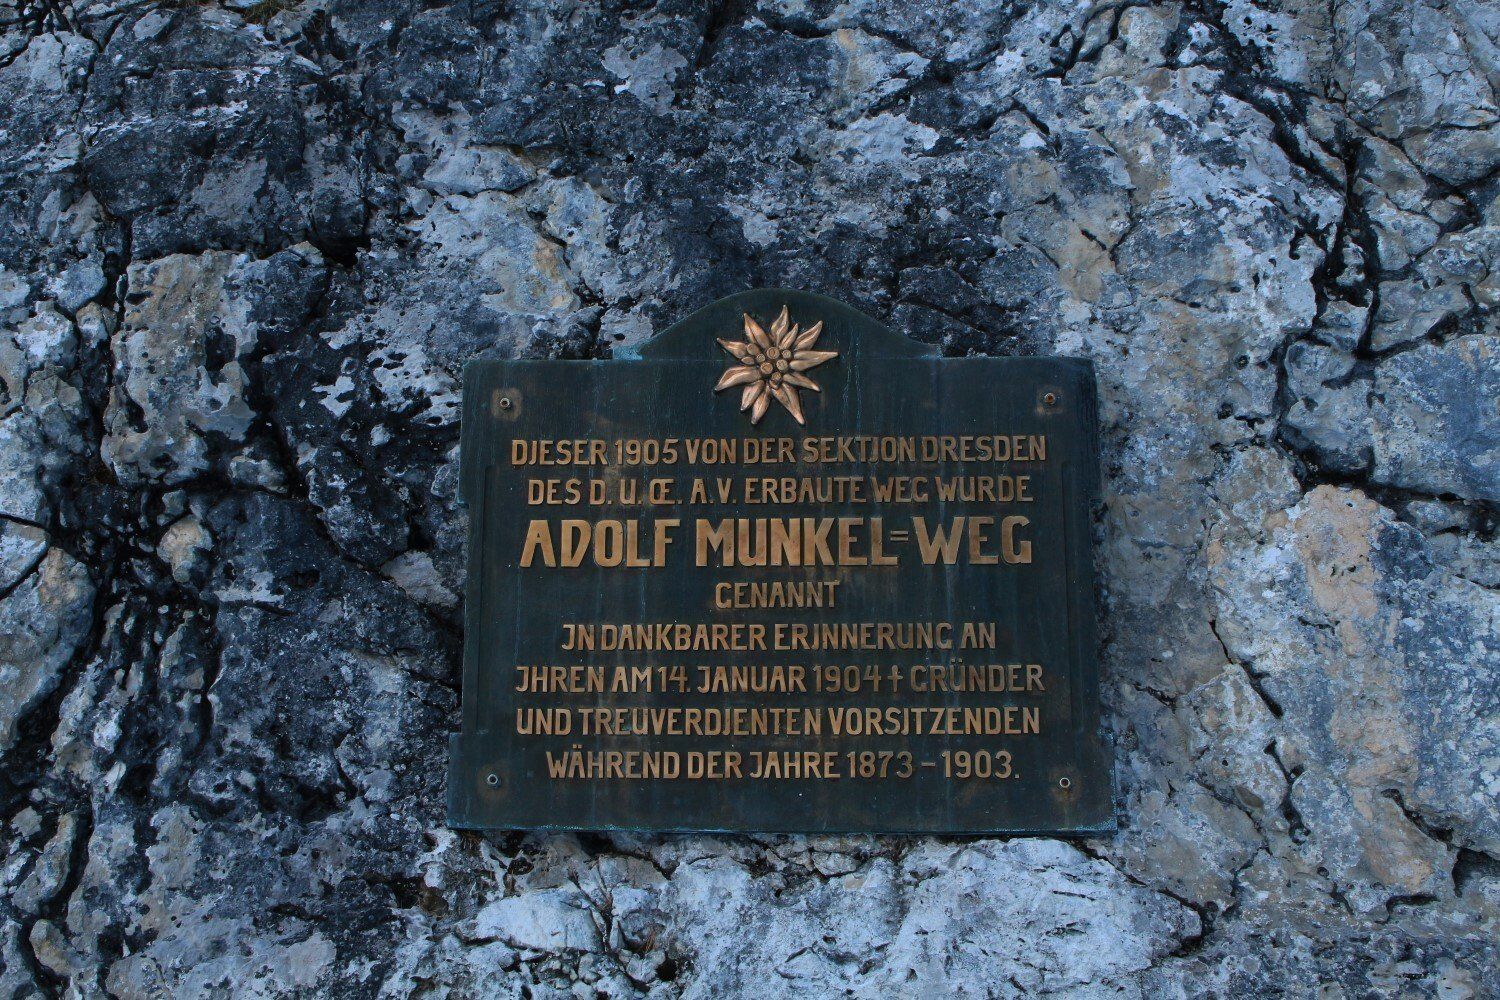 DJESER 1905 VON DER SEKTJON DRESDEN
DES D. U. Œ. A.V. ERBAUTE WEG WURDE
ADOLF MUNKEL=WEG
GENANNT
JN DANKBARER ERJNNERUNG AN
JHREN AM 14. JANUAR 1904 † GRÜNDER
UND TREUVERDJENTEN VORSJTZENDEN
WÄHREND DER JAHRE 1873 - 1903.